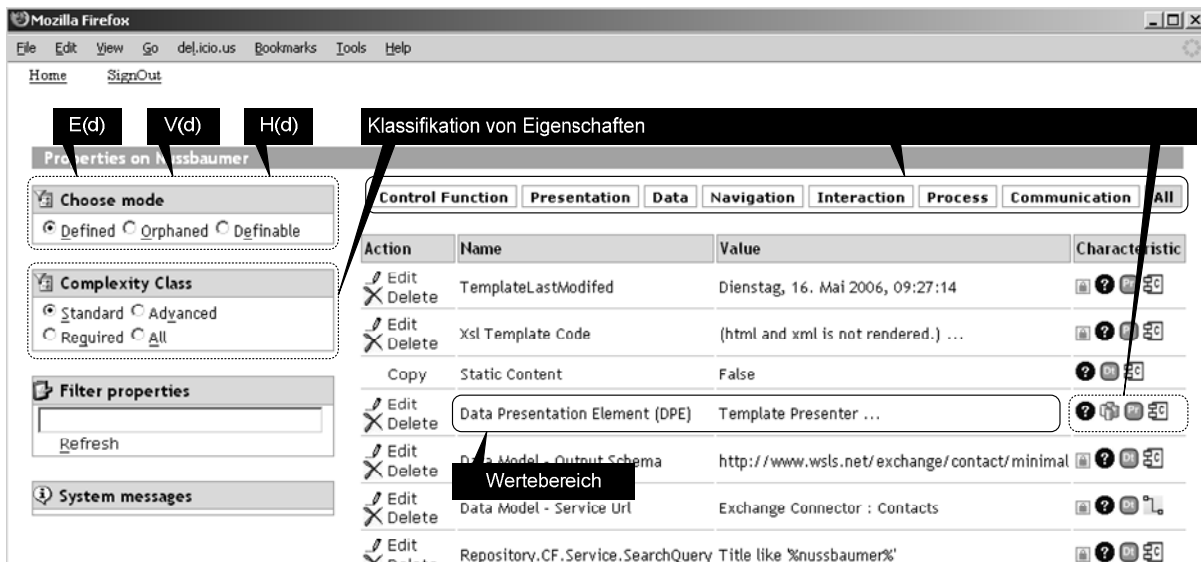 Mozilla Firefox
File Edit View Go del.icio.us Bookmarks Tools Help
Home SignOut
E(d) V(d) H(d) Klassifikation von Eigenschaften
Properties on Nussbaumer
Choose mode
Defined Orphaned Definable
Complexity Class
Standard Advanced
Required All
Filter properties
Refresh
System messages
Control Function Presentation Data Navigation Interaction Process Communication All
Action Name Value Characteristic
Edit
Delete TemplateLastModifed Dienstag, 16. Mai 2006, 09:27:14
Edit
Delete Xsl Template Code (html and xml is not rendered.) ...
Copy Static Content False
Edit
Delete Data Presentation Element (DPE) Template Presenter ...
Edit
Delete Data Model - Output Schema http://www.wsls.net/exchange/contact/minimal
Wertebereich
Edit
Delete Data Model - Service Url Exchange Connector : Contacts
Edit
Delete Repository.CF.Service.SearchQuery Title like '%nussbaumer%'